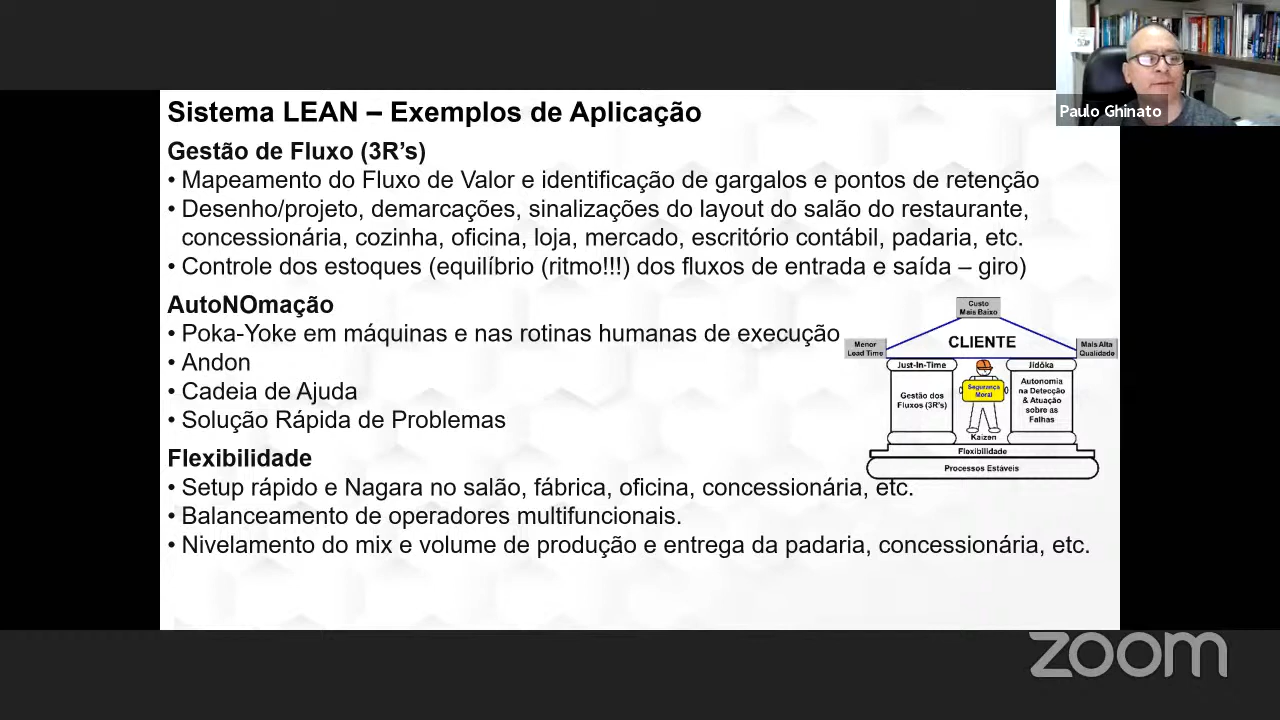 Paulo Ghinato
Sistema LEAN – Exemplos de Aplicação
Gestão de Fluxo (3R’s)
• Mapeamento do Fluxo de Valor e identificação de gargalos e pontos de retenção
• Desenho/projeto, demarcações, sinalizações do layout do salão do restaurante,
concessionária, cozinha, oficina, loja, mercado, escritório contábil, padaria, etc.
• Controle dos estoques (equilíbrio (ritmo!!!) dos fluxos de entrada e saída – giro)
AutoNOmação
• Poka-Yoke em máquinas e nas rotinas humanas de execução
• Andon
• Cadeia de Ajuda
• Solução Rápida de Problemas
Flexibilidade
• Setup rápido e Nagara no salão, fábrica, oficina, concessionária, etc.
• Balanceamento de operadores multifuncionais.
• Nivelamento do mix e volume de produção e entrega da padaria, concessionária, etc.
Custo
Mais Baixo
Menor
Lead Time
CLIENTE
Mais Alta
Qualidade
Just-In-Time
Jidôka
Gestão dos
Fluxos (3R's)
Segurança
Moral
Autonomia
na Detecção
& Atuação
sobre as
Falhas
Kaizen
Flexibilidade
Processos Estáveis
zoom